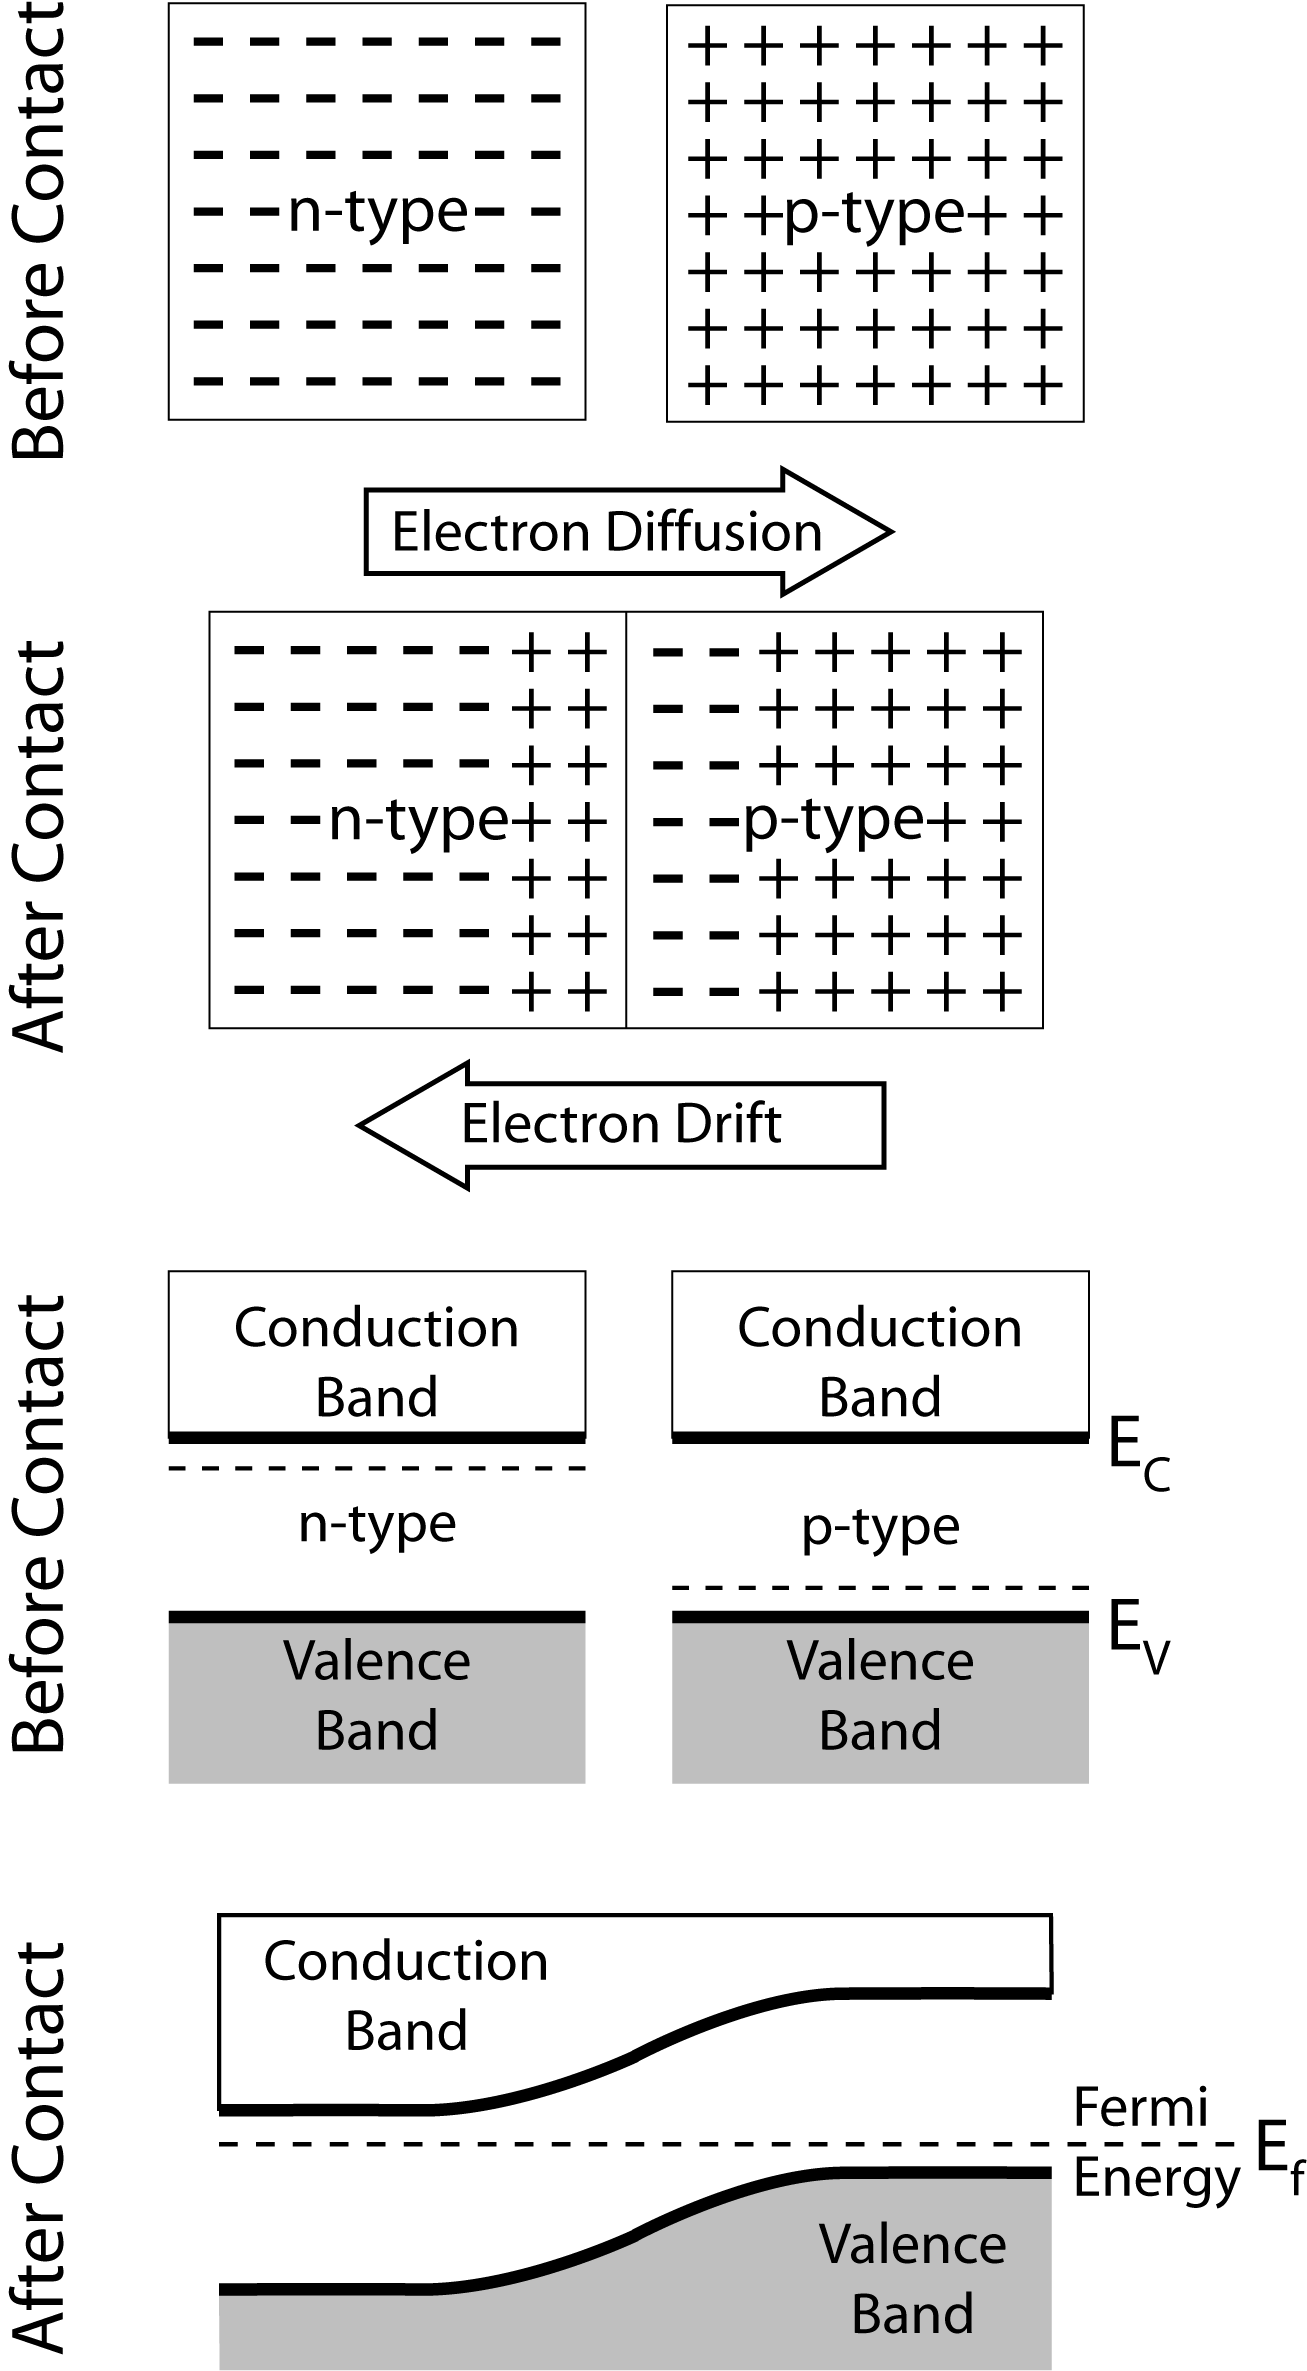 Before Contact
n-type
p-type
Electron Diffusion
After Contact
n-type
p-type
Electron Drift
Before Contact
Conduction
Band
Conduction
Band
E_C
n-type
p-type
E_V
Valence
Band
Valence
Band
After Contact
Conduction
Band
Fermi
Energy
E_f
Valence
Band